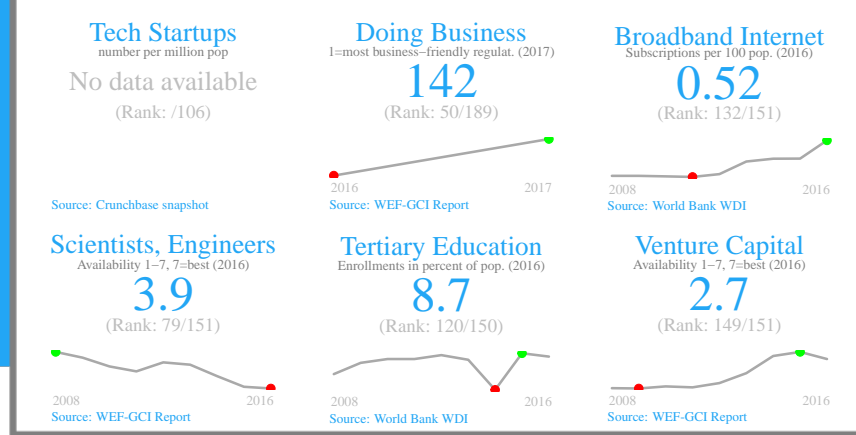 Tech Startups
number per million pop
No data available
(Rank: /106)
Source: Crunchbase snapshot
Doing Business
1=most business−friendly regulat. (2017)
142
(Rank: 50/189)
2016 2017
Source: WEF-GCI Report
Broadband Internet
Subscriptions per 100 pop. (2016)
0.52
(Rank: 132/151)
2008 2016
Source: World Bank WDI
Scientists, Engineers
Availability 1−7, 7=best (2016)
3.9
(Rank: 79/151)
2008 2016
Source: WEF-GCI Report
Tertiary Education
Enrollments in percent of pop. (2016)
8.7
(Rank: 120/150)
2008 2016
Source: World Bank WDI
Venture Capital
Availability 1−7, 7=best (2016)
2.7
(Rank: 149/151)
2008 2016
Source: WEF-GCI Report